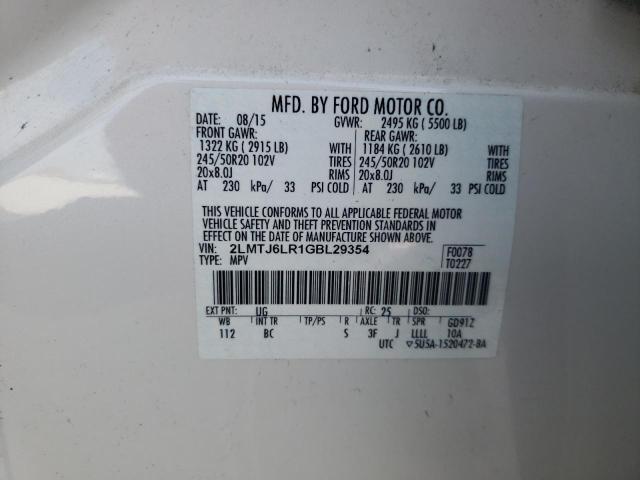 MFD. BY FORD MOTOR CO.
DATE: 08/15 GVWR: 2495 KG ( 5500 LB)
FRONT GAWR: REAR GAWR:
1322 KG ( 2915 LB) WITH 1184 KG ( 2610 LB) WITH
245/50R20 102V TIRES 245/50R20 102V TIRES
20x8.0J RIMS 20x8.0J RIMS
AT 230 kPa/ 33 PSI COLD AT 230 kPa/ 33 PSI COLD
THIS VEHICLE CONFORMS TO ALL APPLICABLE FEDERAL MOTOR
VEHICLE SAFETY AND THEFT PREVENTION STANDARDS IN
EFFECT ON THE DATE OF MANUFACTURE SHOWN ABOVE.
VIN: 2LMTJ6LR1GBL29354 F0078
TYPE: MPV T0227
EXT PNT: UG RC: 25 DSO:
WB INT TR TP/PS R AXLE TR SPR GD91Z
112 BC S 3F J LLLL 10A
UTC ▽5U5A-1520472-BA